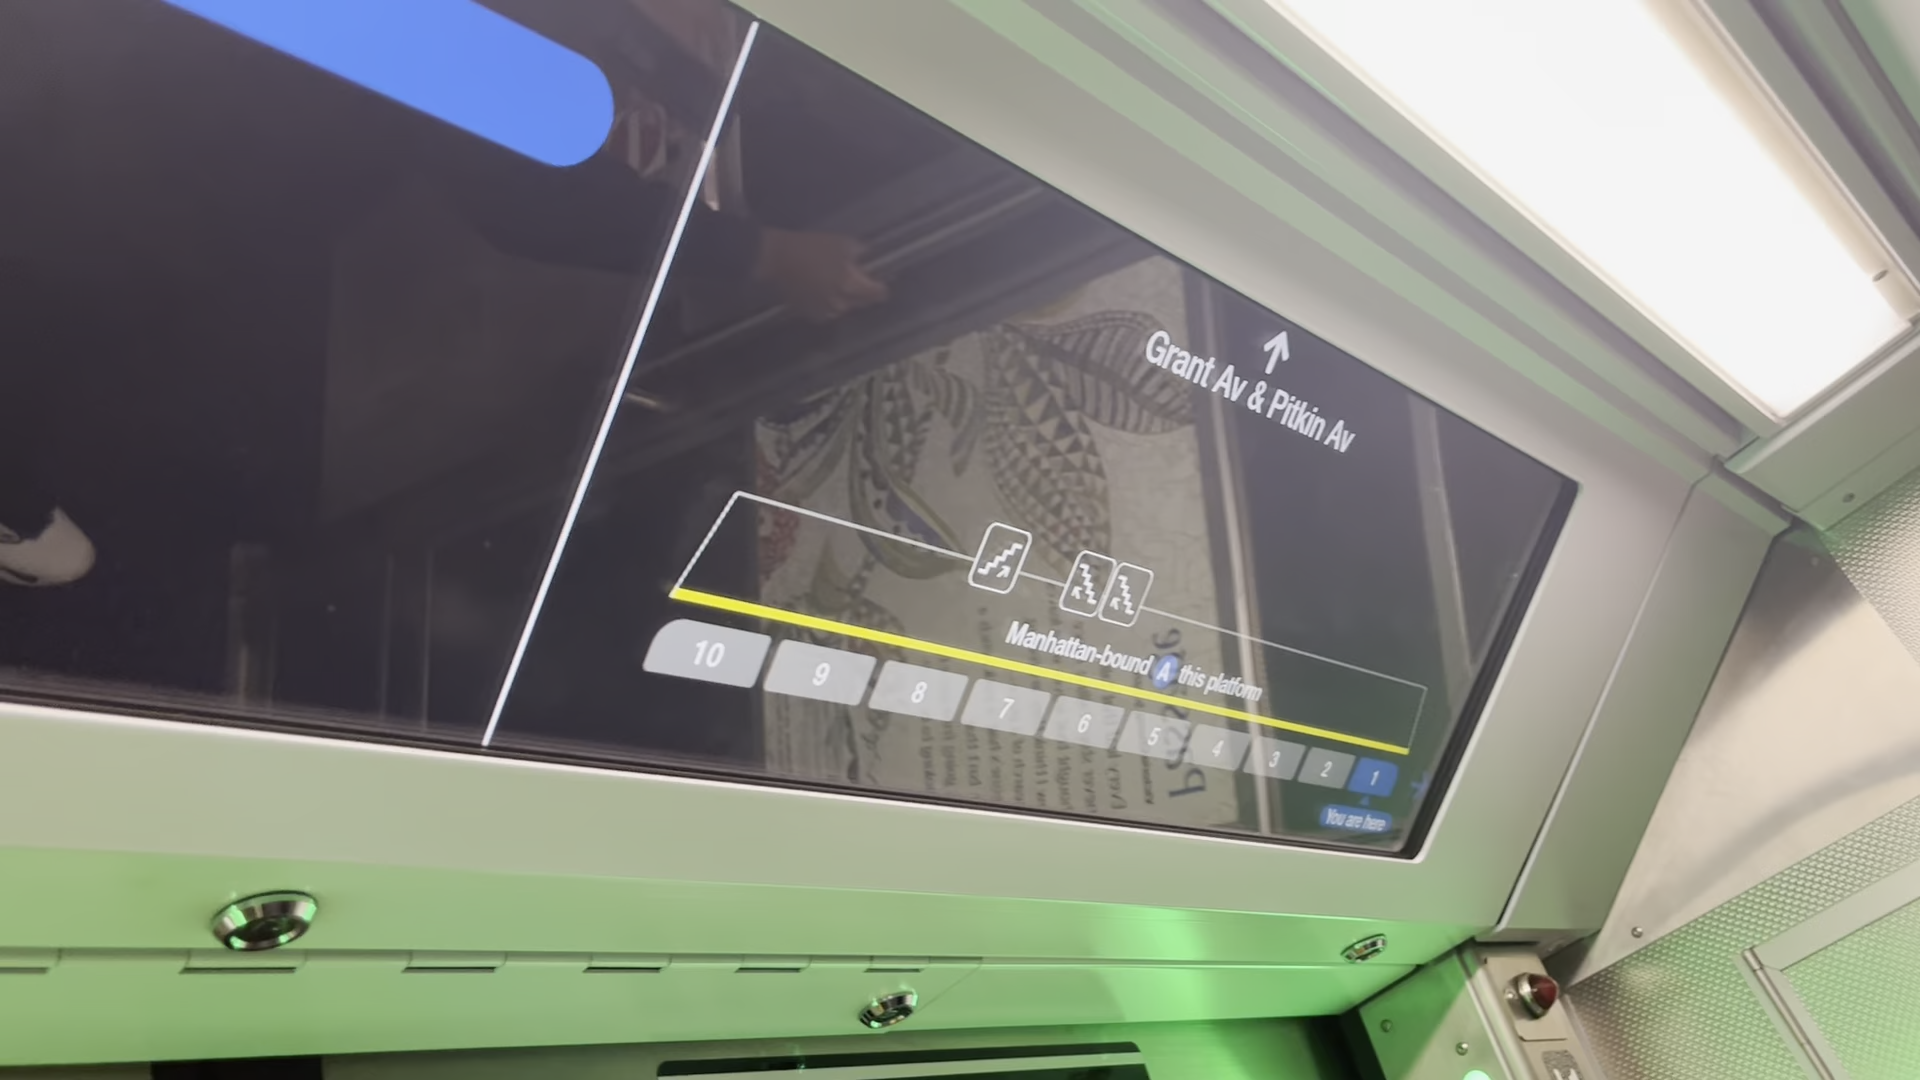 Grant Av & Pitkin Av
Manhattan-bound A this platform
10 9 8 7 6 5 4 3 2 1
You are here